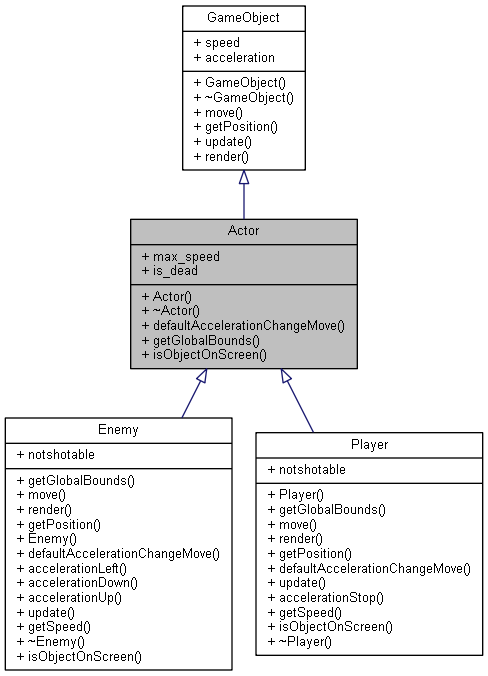 GameObject
+ speed
+ acceleration
+ GameObject()
+ ~GameObject()
+ move()
+ getPosition()
+ update()
+ render()
Actor
+ max_speed
+ is_dead
+ Actor()
+ ~Actor()
+ defaultAccelerationChangeMove()
+ getGlobalBounds()
+ isObjectOnScreen()
Enemy
+ notshotable
+ getGlobalBounds()
+ move()
+ render()
+ getPosition()
+ Enemy()
+ defaultAccelerationChangeMove()
+ accelerationLeft()
+ accelerationDown()
+ accelerationUp()
+ update()
+ getSpeed()
+ ~Enemy()
+ isObjectOnScreen()
Player
+ notshotable
+ Player()
+ getGlobalBounds()
+ move()
+ render()
+ getPosition()
+ defaultAccelerationChangeMove()
+ update()
+ accelerationStop()
+ getSpeed()
+ isObjectOnScreen()
+ ~Player()